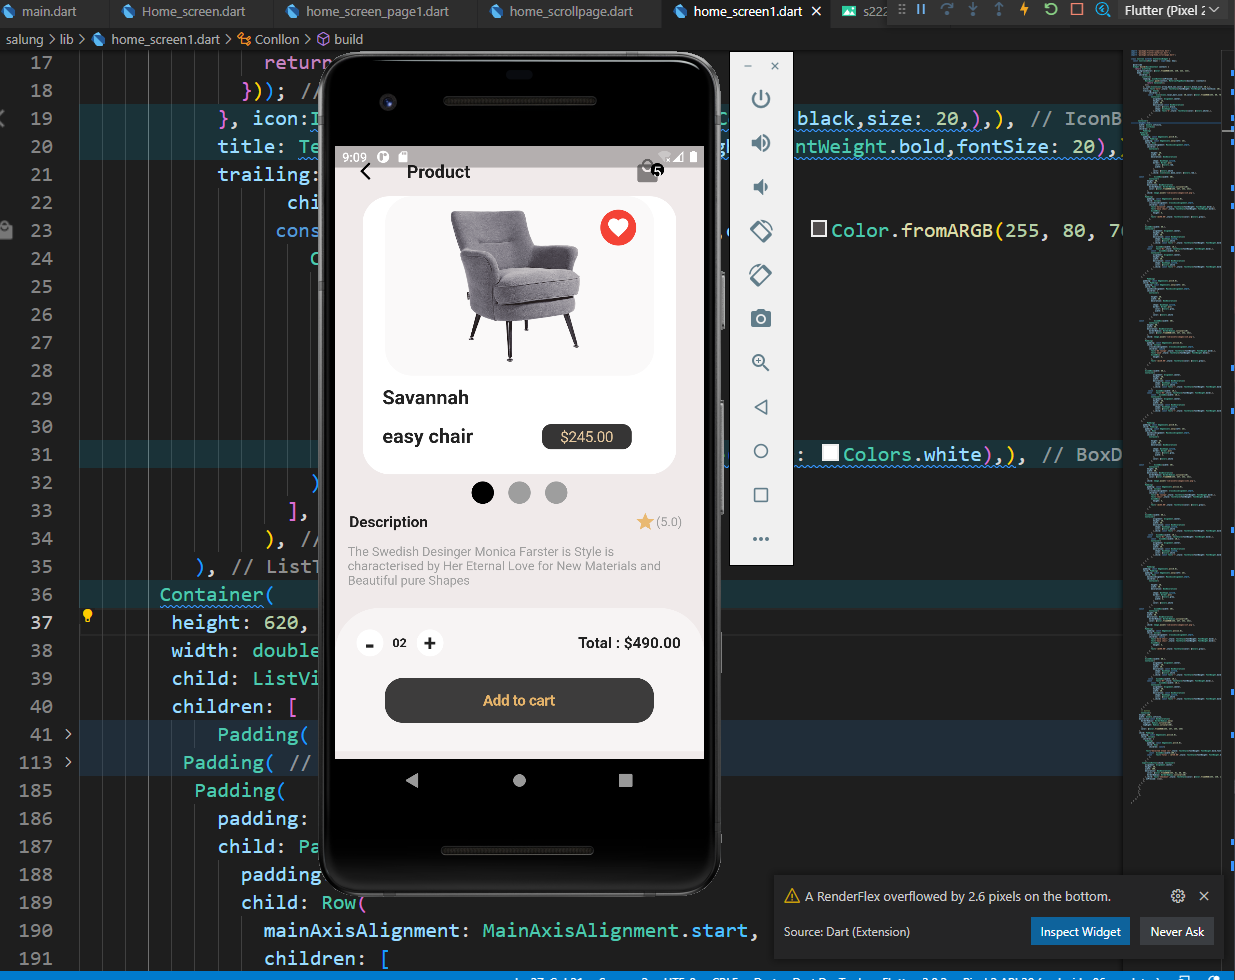 main.dart Home_screen.dart home_screen_page1.dart home_scrollpage.dart home_screen1.dart s222 Flutter (Pixel 2
salung > lib > home_screen1.dart > Conllon > build
17 return
18 })); //
19 }, icon:I black,size: 20,),), // IconB
20 title: Te ntWeight.bold,fontSize: 20),
21 trailing:
22 chi
23 cons Color.fromARGB(255, 80, 76
24
25
26
27
28
29
30
31 : Colors.white),), // BoxD
32 )
33 ],
34 ), //
35 ), // ListT
36 Container(
37 height: 620,
38 width: double
39 child: ListVi
40 children: [
41 Padding(
113 Padding( //
185 Padding(
186 padding:
187 child: Pa
188 padding
189 child: Row(
190 mainAxisAlignment: MainAxisAlignment.start,
191 children: [
9:09
Product
5
Savannah
easy chair $245.00
Description (5.0)
The Swedish Desinger Monica Farster is Style is
characterised by Her Eternal Love for New Materials and
Beautiful pure Shapes
- 02 + Total : $490.00
Add to cart
A RenderFlex overflowed by 2.6 pixels on the bottom.
Source: Dart (Extension) Inspect Widget Never Ask